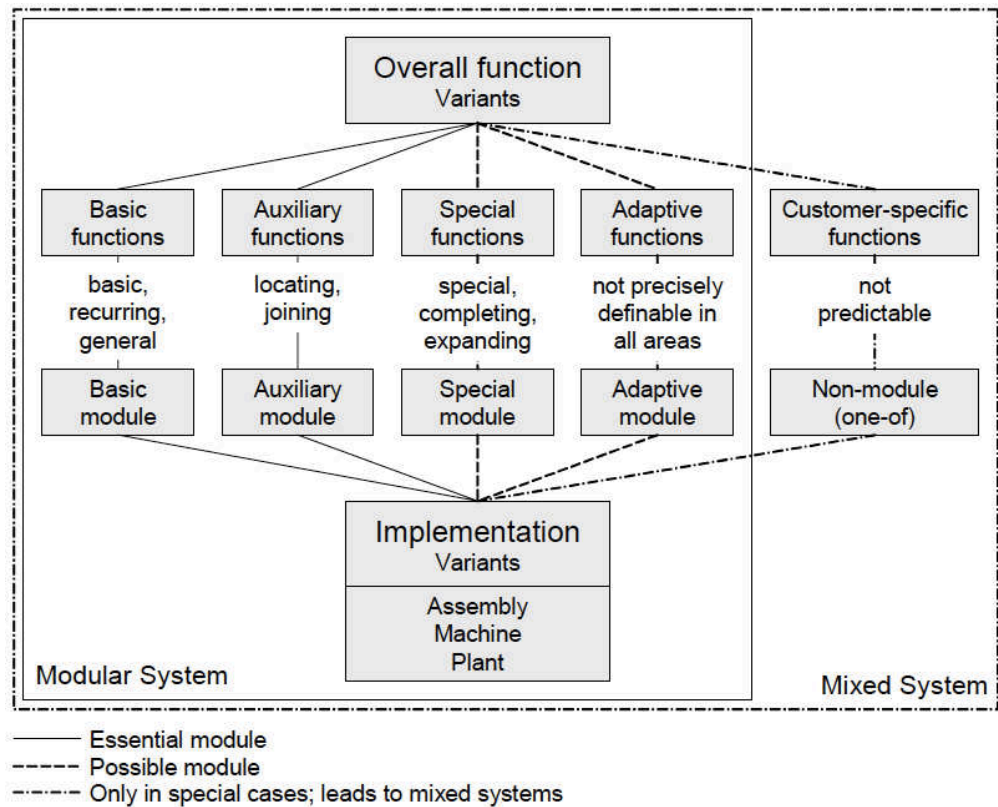 Overall function
Variants
Basic
functions
Auxiliary
functions
Special
functions
Adaptive
functions
Customer-specific
functions
basic,
recurring,
general
locating,
joining
special,
completing,
expanding
not precisely
definable in
all areas
not
predictable
Basic
module
Auxiliary
module
Special
module
Adaptive
module
Non-module
(one-of)
Implementation
Variants
Assembly
Machine
Plant
Modular System
Mixed System
Essential module
Possible module
Only in special cases; leads to mixed systems